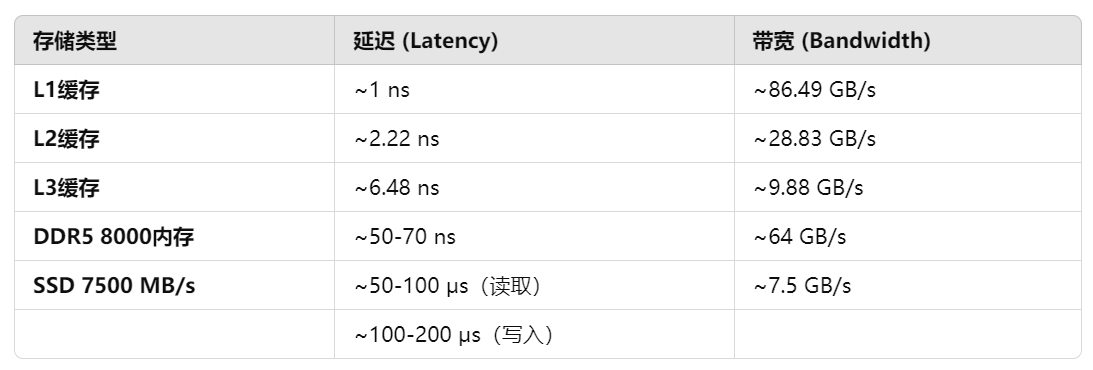 存储类型 延迟 (Latency) 带宽 (Bandwidth)
L1缓存 ~1 ns ~86.49 GB/s
L2缓存 ~2.22 ns ~28.83 GB/s
L3缓存 ~6.48 ns ~9.88 GB/s
DDR5 8000内存 ~50-70 ns ~64 GB/s
SSD 7500 MB/s ~50-100 µs（读取） ~7.5 GB/s
~100-200 µs（写入）